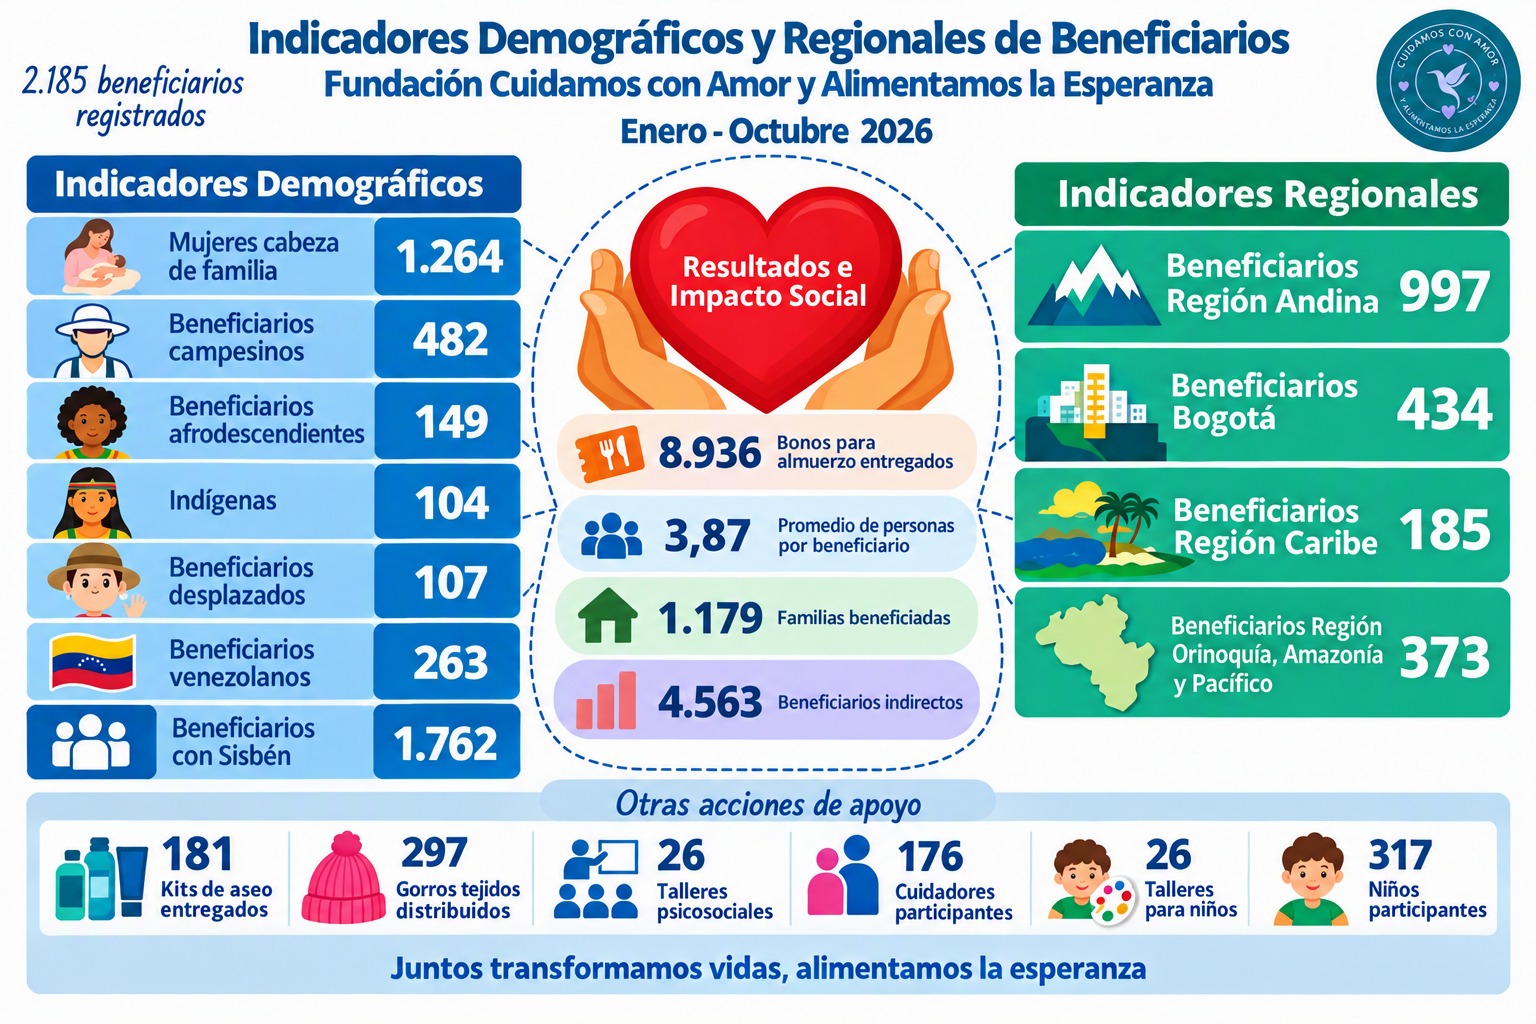 Indicadores Demográficos y Regionales de Beneficiarios
Fundación Cuidamos con Amor y Alimentamos la Esperanza
Enero - Octubre 2026
2.185 beneficiarios
registrados
CUIDAMOS CON AMOR
Y ALIMENTAMOS LA ESPERANZA
Indicadores Demográficos
Mujeres cabeza
de familia
1.264
Beneficiarios
campesinos
482
Beneficiarios
afrodescendientes
149
Indígenas
104
Beneficiarios
desplazados
107
Beneficiarios
venezolanos
263
Beneficiarios
con Sisbén
1.762
Resultados e
Impacto Social
8.936
Bonos para
almuerzo entregados
3,87
Promedio de personas
por beneficiario
1.179
Familias beneficiadas
4.563
Beneficiarios indirectos
Indicadores Regionales
Beneficiarios
Región Andina
997
Beneficiarios
Bogotá
434
Beneficiarios
Región Caribe
185
Beneficiarios Región
Orinoquía, Amazonía
y Pacífico
373
Otras acciones de apoyo
181
Kits de aseo
entregados
297
Gorros tejidos
distribuidos
26
Talleres
psicosociales
176
Cuidadores
participantes
26
Talleres
para niños
317
Niños
participantes
Juntos transformamos vidas, alimentamos la esperanza